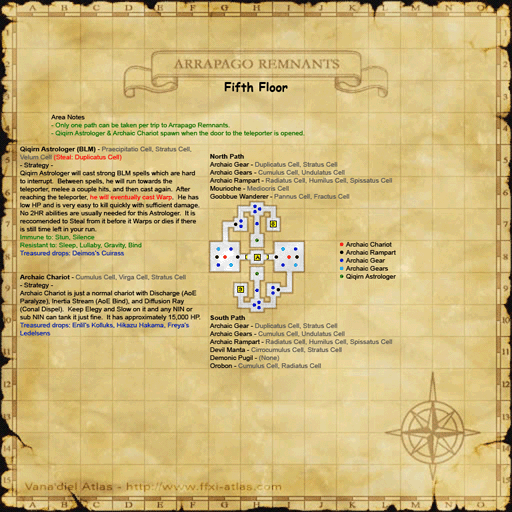 A B C D E F G H I J K L M N O
ARRAPAGO REMNANTS
Fifth Floor
Area Notes
- Only one path can be taken per trip to Arrapago Remnants.
- Qiqirn Astrologer & Archaic Chariot spawn when the door to the teleporter is opened.
Qiqirn Astrologer (BLM) - Praecipitatio Cell, Stratus Cell,
Velum Cell (Steal: Duplicatus Cell)
- Strategy -
Qiqirn Astrologer will cast strong BLM spells which are hard
to interrupt. Between spells, he will run towards the
teleporter, melee a couple hits, and then cast again. After
reaching the teleporter, he will eventually cast Warp. He has
low HP and is very easy to kill quickly with sufficient damage.
No 2HR abilities are usually needed for this Astrologer. It is
reccomended to Steal from it before it Warps or dies if there
is still time left in your run.
Immune to: Stun, Silence
Resistant to: Sleep, Lullaby, Gravity, Bind
Treasured drops: Deimos's Cuirass
Archaic Chariot - Cumulus Cell, Virga Cell, Stratus Cell
- Strategy -
Archaic Chariot is just a normal chariot with Discharge (AoE
Paralyze), Inertia Stream (AoE Bind), and Diffusion Ray
(Conal Dispel). Keep Elegy and Slow on it and any NIN or
sub NIN can tank it just fine. It has approximately 15,000 HP.
Treasured drops: Enlil's Kolluks, Hikazu Hakama, Freya's
Ledelsens
North Path
Archaic Gear - Duplicatus Cell, Stratus Cell
Archaic Gears - Cumulus Cell, Undulatus Cell
Archaic Rampart - Radiatus Cell, Humilus Cell, Spissatus Cell
Mourioche - Mediocris Cell
Goobbue Wanderer - Pannus Cell, Fractus Cell
B
A
B
Archaic Chariot
Archaic Rampart
Archaic Gear
Archaic Gears
Qiqirn Astrologer
South Path
Archaic Gear - Duplicatus Cell, Stratus Cell
Archaic Gears - Cumulus Cell, Undulatus Cell
Archaic Rampart - Radiatus Cell, Humilus Cell, Spissatus Cell
Devil Manta - Cirrocumulus Cell, Stratus Cell
Demonic Pugil - (None)
Orobon - Cumulus Cell, Radiatus Cell
Vana'diel Atlas - http://www.ffxi-atlas.com